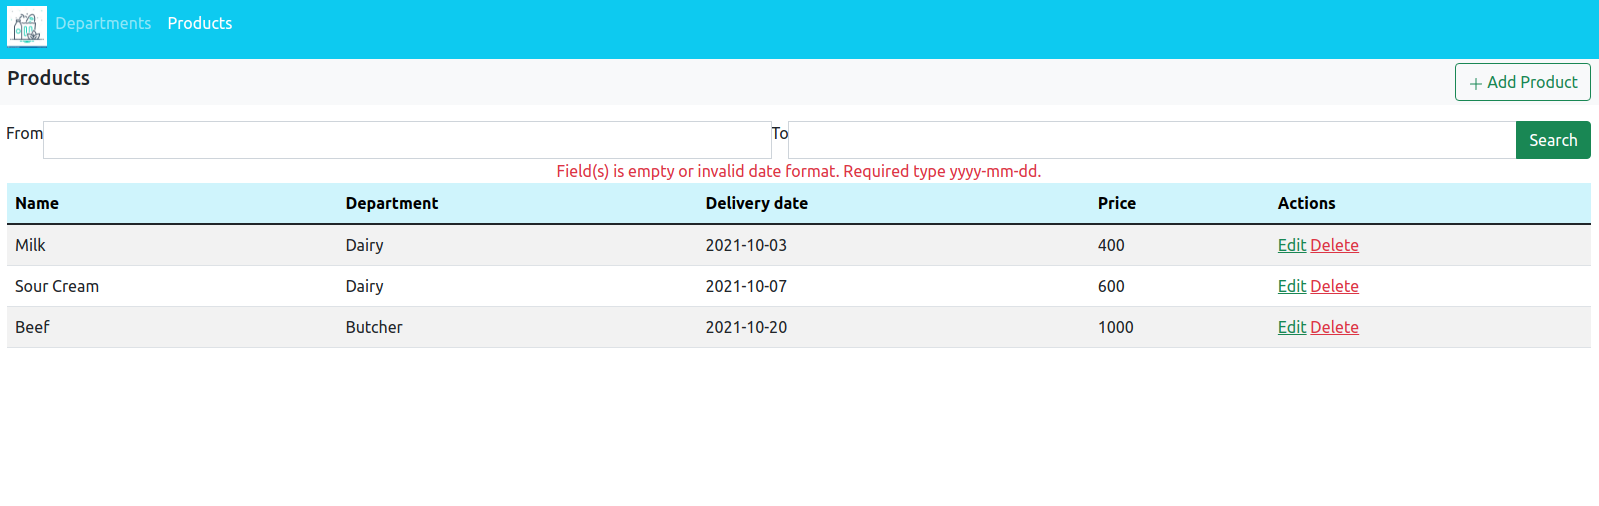 Departments Products
Products
+ Add Product
From To Search
Field(s) is empty or invalid date format. Required type yyyy-mm-dd.
Name Department Delivery date Price Actions
Milk Dairy 2021-10-03 400 Edit Delete
Sour Cream Dairy 2021-10-07 600 Edit Delete
Beef Butcher 2021-10-20 1000 Edit Delete